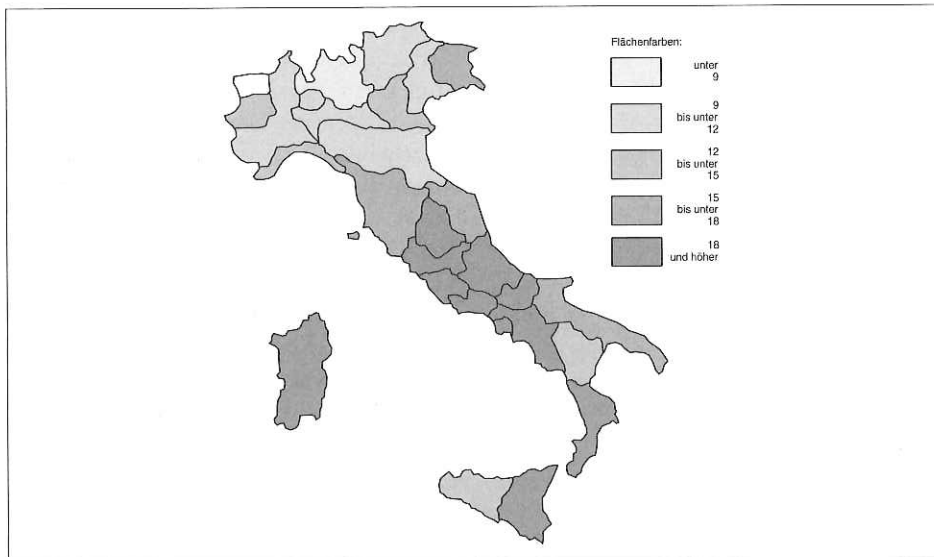 Flächenfarben:
unter
9
9
bis unter
12
12
bis unter
15
15
bis unter
18
18
und höher